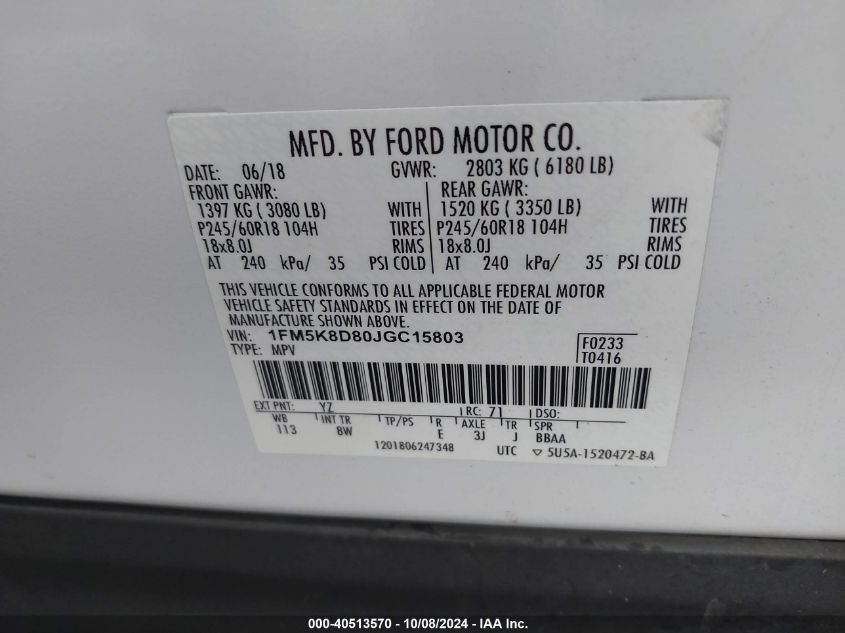 MFD. BY FORD MOTOR CO.
DATE: 06/18 GVWR: 2803 KG ( 6180 LB)
FRONT GAWR: REAR GAWR:
1397 KG ( 3080 LB) WITH 1520 KG ( 3350 LB) WITH
P245/60R18 104H TIRES P245/60R18 104H TIRES
18x8.0J RIMS 18x8.0J RIMS
AT 240 kPa/ 35 PSI COLD AT 240 kPa/ 35 PSI COLD
THIS VEHICLE CONFORMS TO ALL APPLICABLE FEDERAL MOTOR
VEHICLE SAFETY STANDARDS IN EFFECT ON THE DATE OF
MANUFACTURE SHOWN ABOVE.
VIN: 1FM5K8D80JGC15803 F0233
TYPE: MPV T0416
EXT PNT: YZ RC: 71 DSO:
WB INT TR TP/PS R AXLE TR SPR
113 8W E 3J J BBAA
1201806247348 UTC ▽ 5U5A-1520472-BA
000-40513570 - 10/08/2024 - IAA Inc.